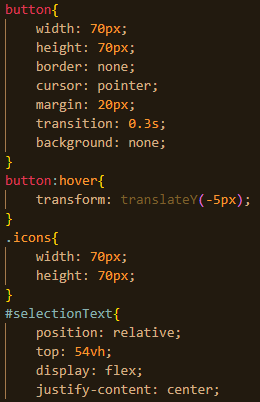 button{
width: 70px;
height: 70px;
border: none;
cursor: pointer;
margin: 20px;
transition: 0.3s;
background: none;
}
button:hover{
transform: translateY(-5px);
}
.icons{
width: 70px;
height: 70px;
}
#selectionText{
position: relative;
top: 54vh;
display: flex;
justify-content: center;